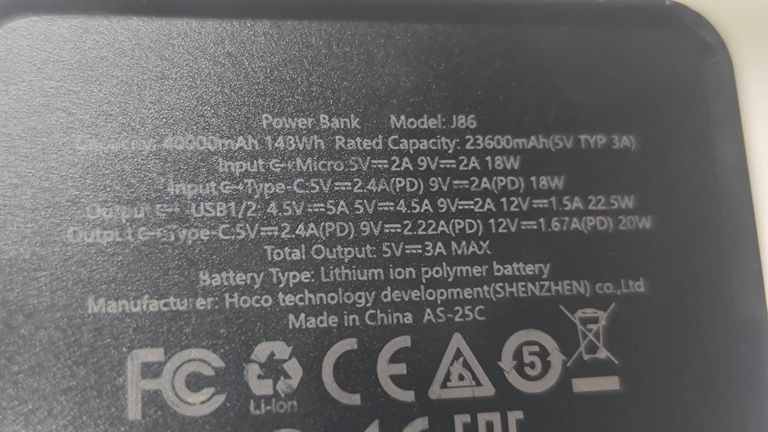 Power Bank Model: J86
Capacity: 40000mAh 148Wh Rated Capacity: 23600mAh(5V TYP 3A)
Input Micro:5V⎓2A 9V⎓2A 18W
Input Type-C:5V⎓2.4A(PD) 9V⎓2A(PD) 18W
Output USB1/2: 4.5V⎓5A 5V⎓4.5A 9V⎓2A 12V⎓1.5A 22.5W
Output Type-C:5V⎓2.4A(PD) 9V⎓2.22A(PD) 12V⎓1.67A(PD) 20W
Total Output: 5V⎓3A MAX
Battery Type: Lithium ion polymer battery
Manufacturer: Hoco technology development(SHENZHEN) co.,Ltd
Made in China AS-25C
FC Li-ion CE 5